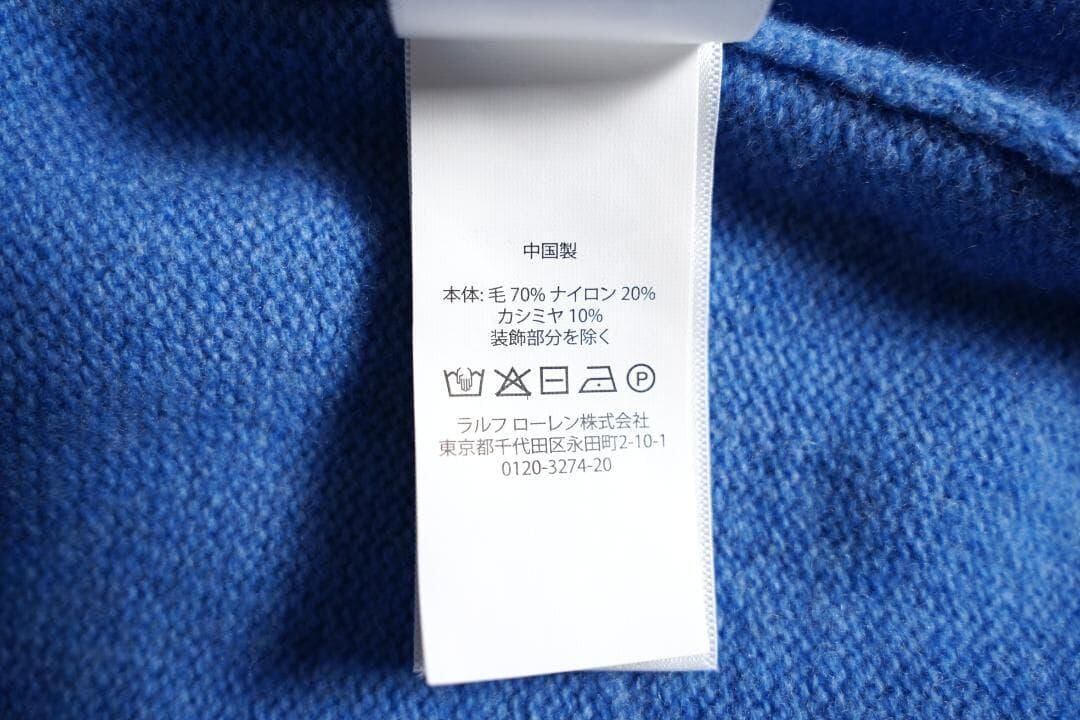 中国製
本体: 毛 70% ナイロン 20%
カシミヤ 10%
装飾部分を除く
P
ラルフ ローレン株式会社
東京都千代田区永田町2-10-1
0120-3274-20